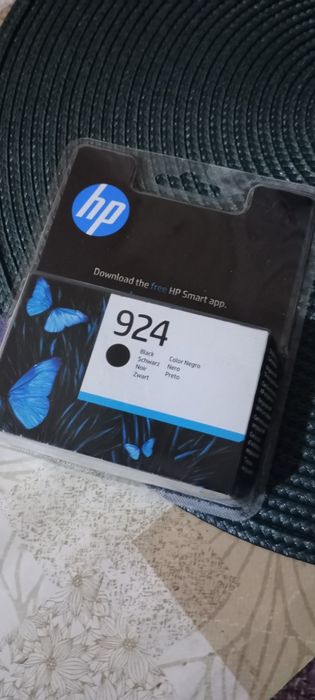 hp
Download the free HP Smart app.
924
Black
Schwarz
Noir
Zwart
Color Negro
Nero
Preto